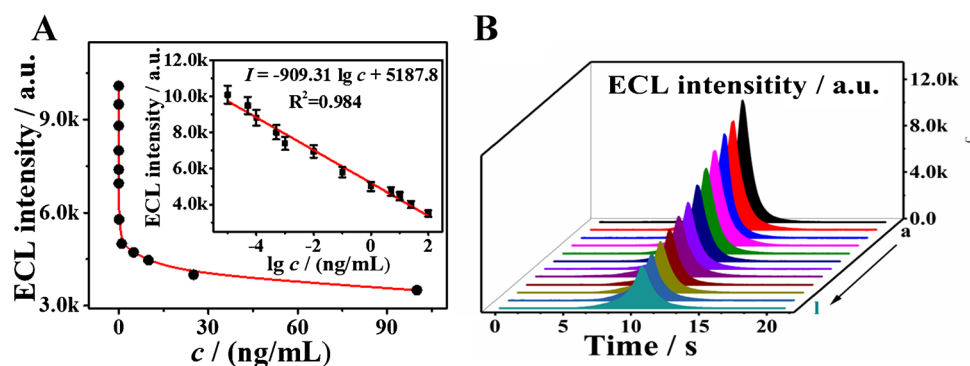 A
ECL intensity / a.u.
9.0k
6.0k
3.0k
0
30
60
90
c / (ng/mL)
ECL intensity / a.u.
12.0k
10.0k
8.0k
6.0k
4.0k
I = -909.31 lg c + 5187.8
R²=0.984
-4
-2
0
2
lg c / (ng/mL)
B
ECL intensitity / a.u.
12.0k
8.0k
4.0k
0.0
a
l
0
5
10
15
20
Time / s